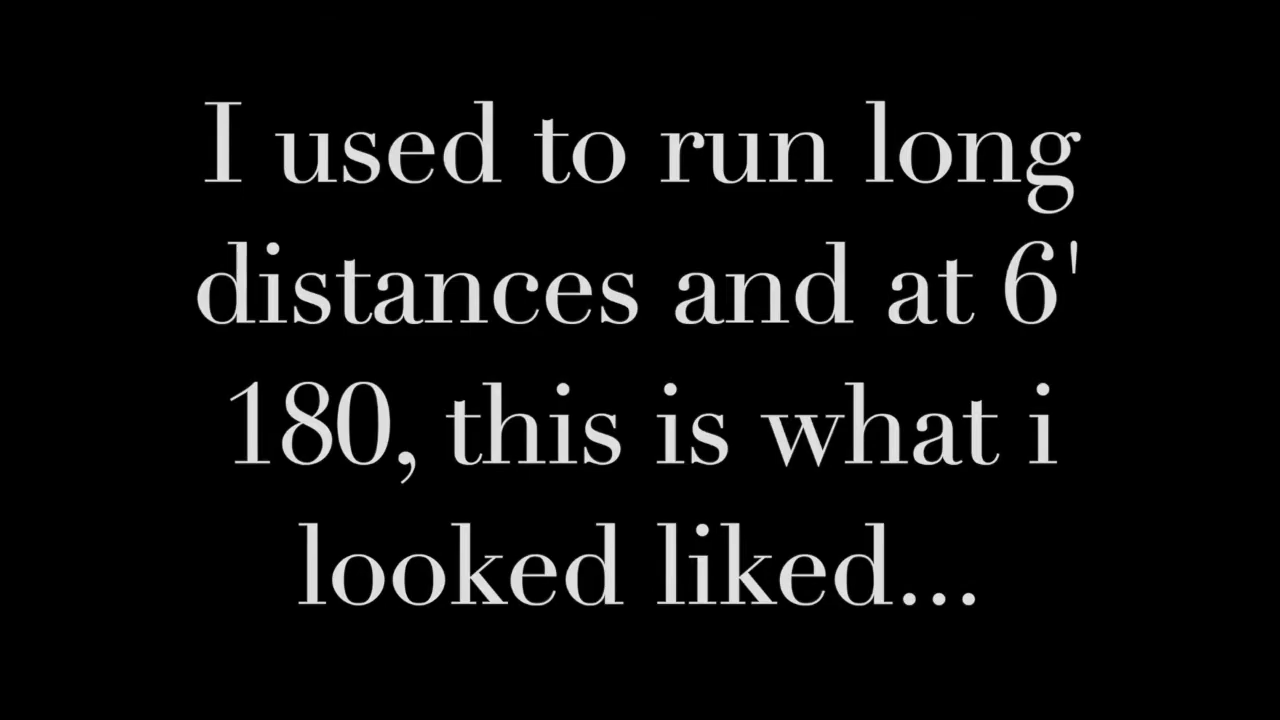 I used to run long
distances and at 6'
180, this is what i
looked liked...